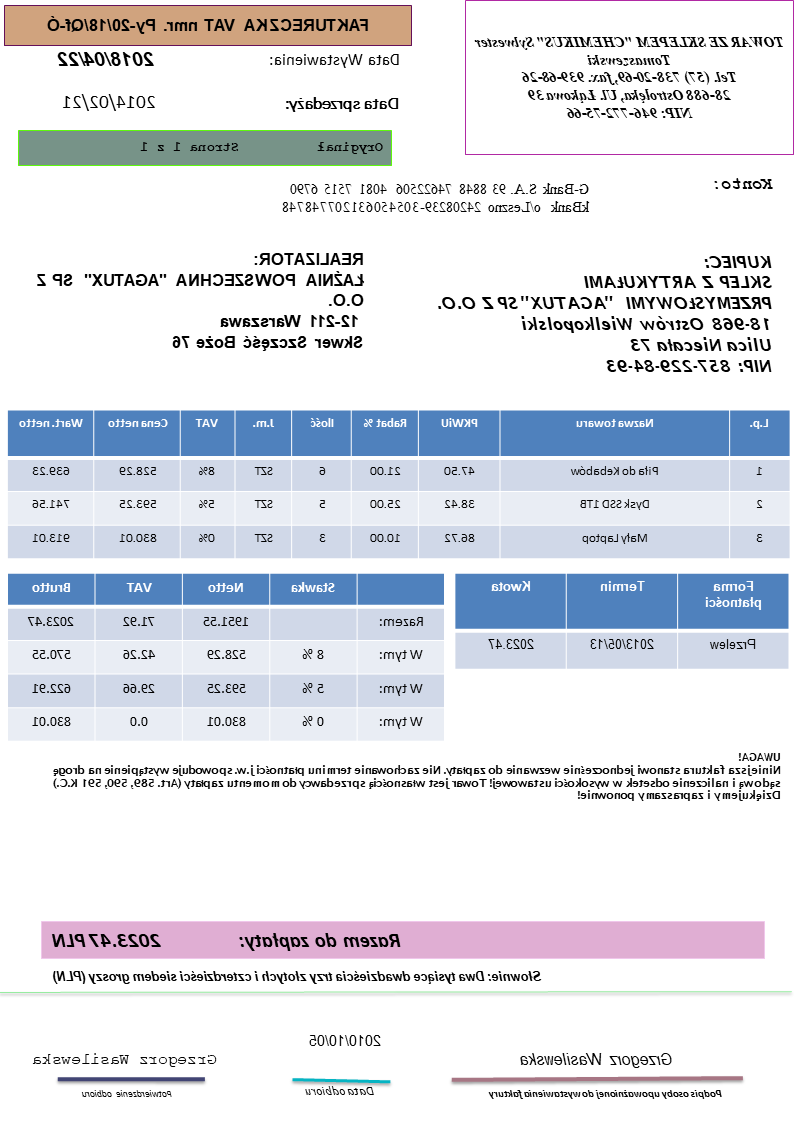 TOWAR ZE SKLEPEM "CHEMIKUS" Sylwester
Tomaszewski
Tel. (57) 738-20-69, fax. 939-68-26
28-688 Ostrołęka, Ul. Łąkowa 39
NIP: 946-772-75-66
FAKTURECZKA VAT nmr. Py-20/18/Qf-Ó
Data Wystawienia: 2018/04/22
Data sprzedaży: 2014/02/21
Oryginał Strona 1 z 1
Konto:
G-Bank S.A. 93 8848 74622506 4081 7515 6790
kBank o/Leszno 24208239-305450631207748748
KUPIEC:
SKLEP Z ARTYKUŁAMI
PRZEMYSŁOWYMI "AGATUX" SP Z O.O.
18-968 Ostrów Wielkopolski
Ulica Niecała 73
NIP: 857-229-84-93
REALIZATOR:
ŁAŹNIA POWSZECHNA "AGATUX" SP Z
O.O.
12-211 Warszawa
Skwer Szczęść Boże 76
L.p. Nazwa towaru PKWiU Rabat % Ilość J.m. VAT Cena netto Wart. netto
1 Piła do Kebabów 47.50 21.00 6 SZT 8% 528.29 639.23
2 Dysk SSD 1TB 38.42 25.00 5 SZT 5% 593.25 741.56
3 Mały Laptop 86.72 10.00 3 SZT 0% 830.01 913.01
Forma płatności Termin Kwota
Przelew 2013/05/13 2023.47
Stawka Netto VAT Brutto
Razem: 1951.55 71.92 2023.47
W tym: 8 % 528.29 42.26 570.55
W tym: 5 % 593.25 29.66 622.91
W tym: 0 % 830.01 0.0 830.01
UWAGA!
Niniejsza faktura stanowi jednocześnie wezwanie do zapłaty. Nie zachowanie terminu płatności j.w. spowoduje wystąpienie na drogę
sądową i naliczenie odsetek w wysokości ustawowej! Towar jest własnością sprzedawcy do momentu zapłaty (Art. 589, 590, 591 K.C.)
Dziękujemy i zapraszamy ponownie!
Razem do zapłaty: 2023.47 PLN
Słownie: Dwa tysiące dwadzieścia trzy złotych i czterdzieści siedem groszy (PLN)
Grzegorz Wasilewska
Podpis osoby upoważnionej do wystawienia faktury
2010/10/05
Data odbioru
Grzegorz Wasilewska
Potwierdzenie odbioru